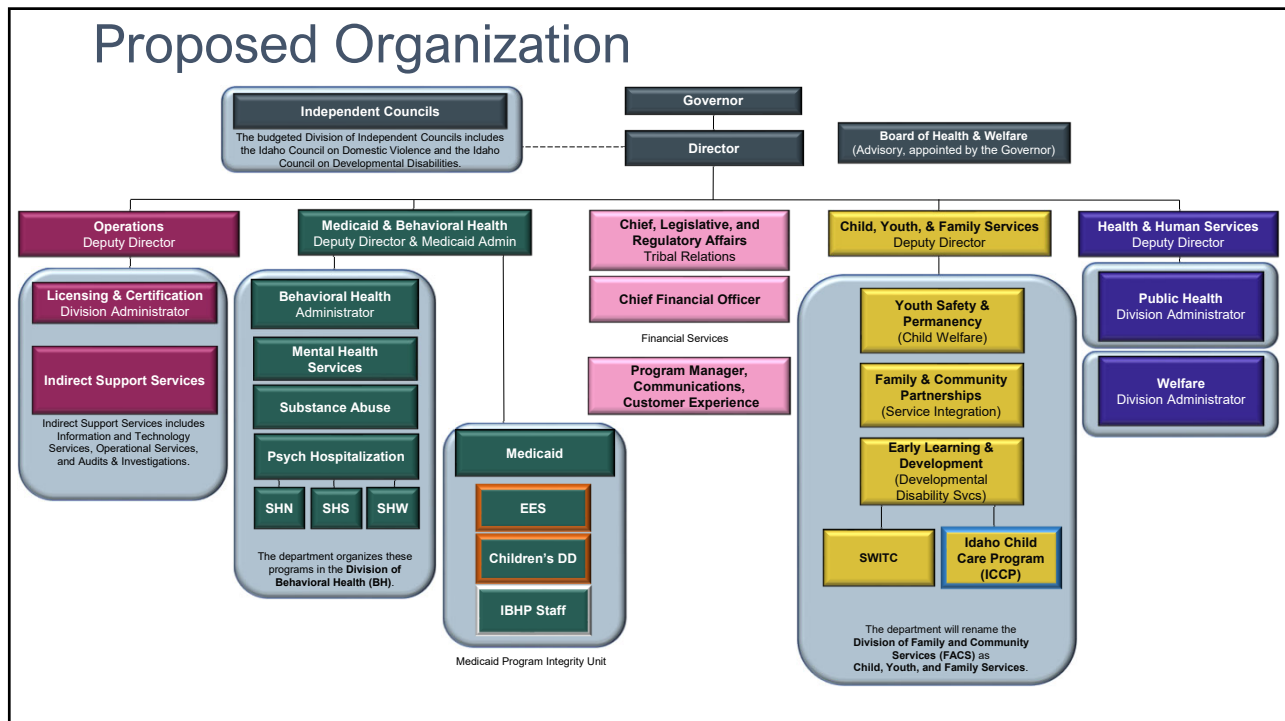 Proposed Organization
Independent Councils
The budgeted Division of Independent Councils includes
the Idaho Council on Domestic Violence and the Idaho
Council on Developmental Disabilities.
Governor
Director
Board of Health & Welfare
(Advisory, appointed by the Governor)
Operations
Deputy Director
Licensing & Certification
Division Administrator
Indirect Support Services
Indirect Support Services includes
Information and Technology
Services, Operational Services,
and Audits & Investigations.
Medicaid & Behavioral Health
Deputy Director & Medicaid Admin
Behavioral Health
Administrator
Mental Health
Services
Substance Abuse
Psych Hospitalization
SHN
SHS
SHW
The department organizes these
programs in the Division of
Behavioral Health (BH).
Medicaid
EES
Children's DD
IBHP Staff
Medicaid Program Integrity Unit
Chief, Legislative, and
Regulatory Affairs
Tribal Relations
Chief Financial Officer
Financial Services
Program Manager,
Communications,
Customer Experience
Child, Youth, & Family Services
Deputy Director
Youth Safety &
Permanency
(Child Welfare)
Family & Community
Partnerships
(Service Integration)
Early Learning &
Development
(Developmental
Disability Svcs)
SWITC
Idaho Child
Care Program
(ICCP)
The department will rename the
Division of Family and Community
Services (FACS) as
Child, Youth, and Family Services.
Health & Human Services
Deputy Director
Public Health
Division Administrator
Welfare
Division Administrator